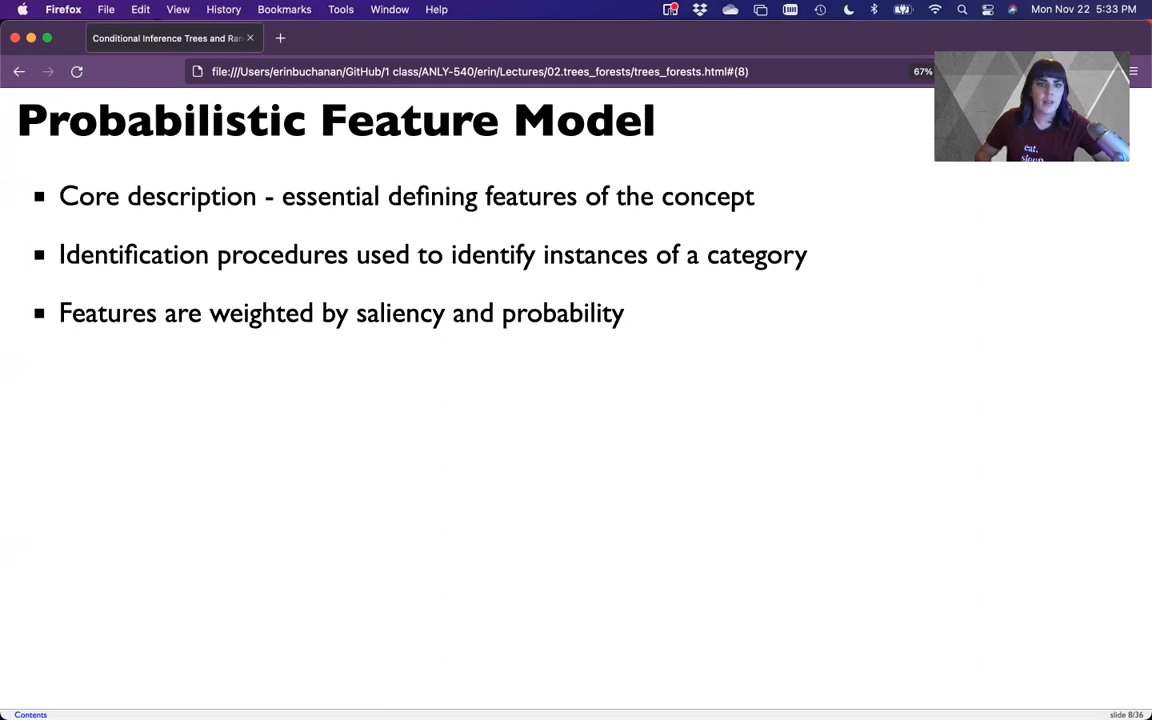 Firefox File Edit View History Bookmarks Tools Window Help Mon Nov 22 5:33 PM
Conditional Inference Trees and Ran
file:///Users/erinbuchanan/GitHub/1 class/ANLY-540/erin/Lectures/02.trees_forests/trees_forests.html#(8) 67%
Probabilistic Feature Model
Core description - essential defining features of the concept
Identification procedures used to identify instances of a category
Features are weighted by saliency and probability
eat.
sleep
Contents slide 8/36